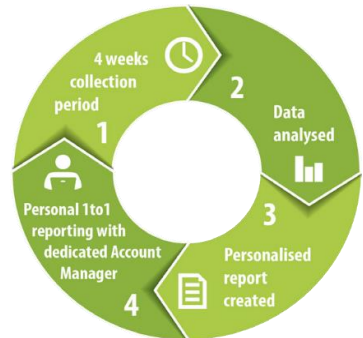 4 weeks
collection
period
1
2
Data
analysed
3
Personalised
report
created
Personal 1to1
reporting with
dedicated Account
Manager
4